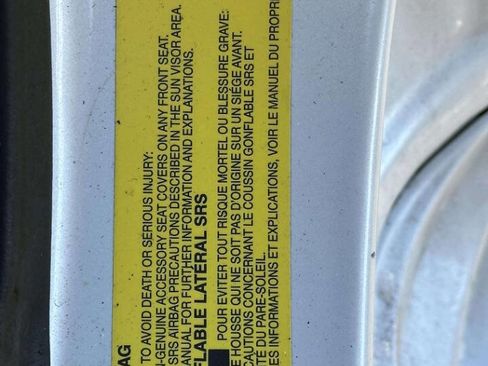 AG
TO AVOID DEATH OR SERIOUS INJURY:
N-GENUINE ACCESSORY SEAT COVERS ON ANY FRONT SEAT.
SRS AIRBAG PRECAUTIONS DESCRIBED IN THE SUN VISOR AREA.
ANUAL FOR FURTHER INFORMATION AND EXPLANATIONS.
FLABLE LATÉRAL SRS
POUR EVITER TOUT RISQUE MORTEL OU BLESSURE GRAVE:
E HOUSSE QUI NE SOIT PAS D'ORIGINE SUR UN SIÉGE AVANT.
CAUTIONS CONCERNANT LE COUSSIN GONFLABLE SRS ET
TÉ DU PARE-SOLEIL.
ES INFORMATIONS ET EXPLICATIONS, VOIR LE MANUEL DU PROPR